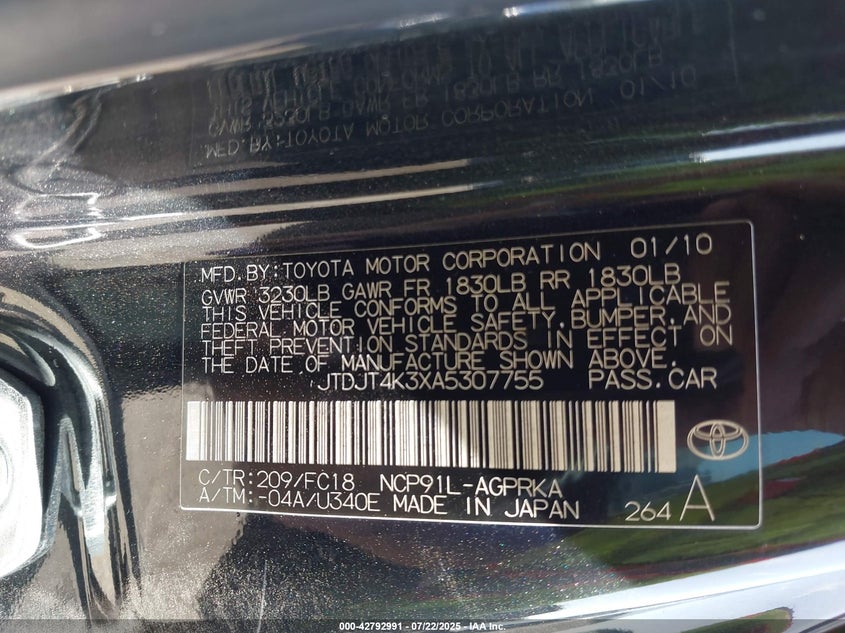 MFD.BY:TOYOTA MOTOR CORPORATION 01/10
GVWR 3230LB GAWR FR 1830LB RR 1830LB
THIS VEHICLE CONFORMS TO ALL APPLICABLE
FEDERAL MOTOR VEHICLE SAFETY,BUMPER,AND
THEFT PREVENTION STANDARDS IN EFFECT ON
THE DATE OF MANUFACTURE SHOWN ABOVE.
JTDJT4K3XA5307755 PASS.CAR
C/TR:209/FC18 NCP91L-AGPRKA
A/TM:-04A/U340E MADE IN JAPAN 264 A
000-42792991 - 07/22/2025 - IAA Inc.